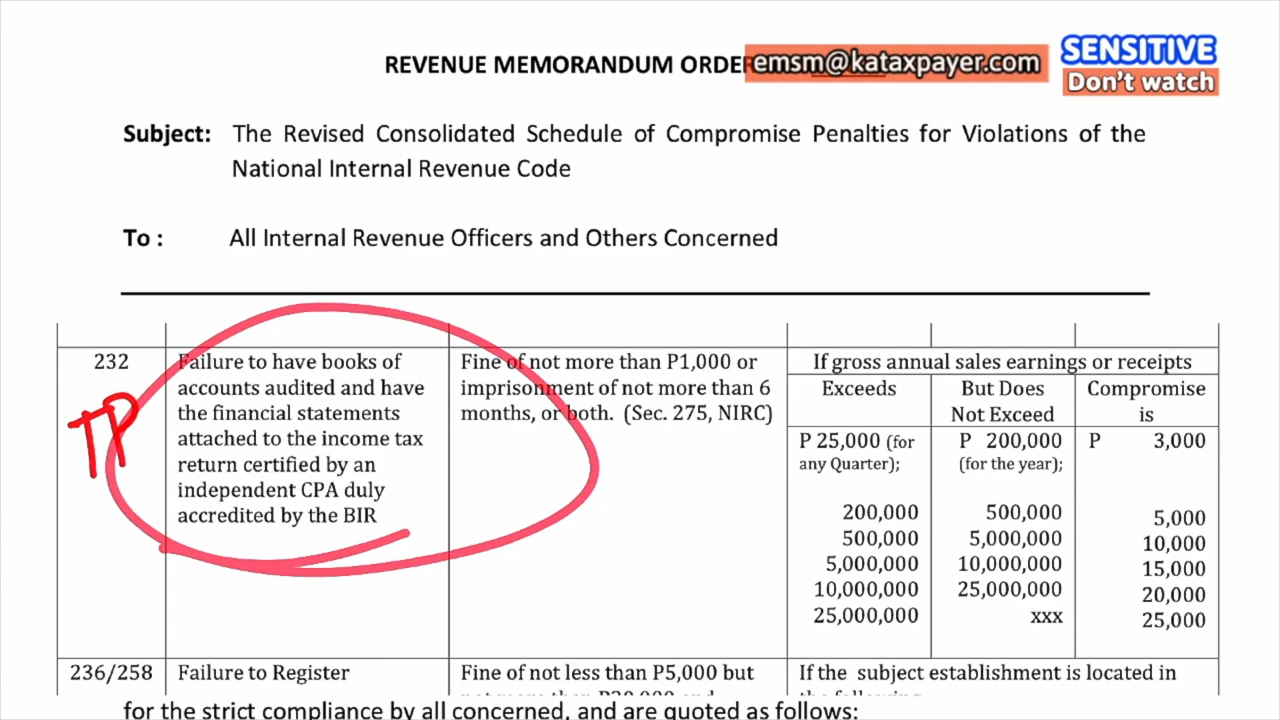 REVENUE MEMORANDUM ORDER
emsm@kataxpayer.com
SENSITIVE
Don't watch
Subject: The Revised Consolidated Schedule of Compromise Penalties for Violations of the
National Internal Revenue Code
To : All Internal Revenue Officers and Others Concerned
232
TP
Failure to have books of
accounts audited and have
the financial statements
attached to the income tax
return certified by an
independent CPA duly
accredited by the BIR
Fine of not more than P1,000 or
imprisonment of not more than 6
months, or both. (Sec. 275, NIRC)
If gross annual sales earnings or receipts
Exceeds
But Does
Not Exceed
Compromise
is
P 25,000 (for
any Quarter);
P 200,000
(for the year);
P 3,000
200,000 500,000 5,000
500,000 5,000,000 10,000
5,000,000 10,000,000 15,000
10,000,000 25,000,000 20,000
25,000,000 xxx 25,000
236/258
Failure to Register
Fine of not less than P5,000 but
If the subject establishment is located in
for the strict compliance by all concerned, and are quoted as follows: